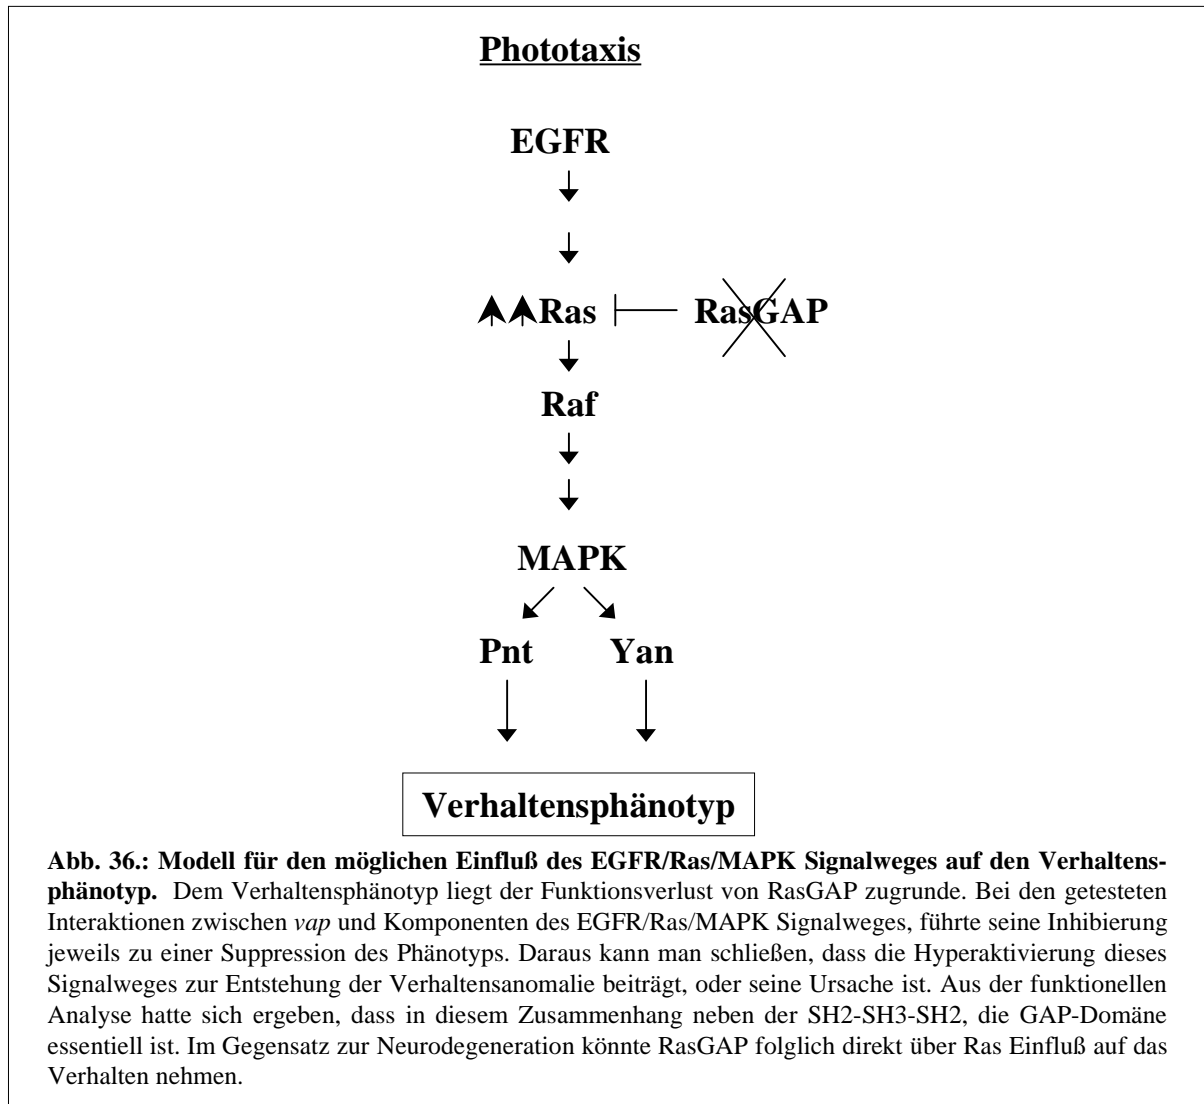 Phototaxis
EGFR
Ras RasGAP
Raf
MAPK
Pnt Yan
Verhaltensphänotyp
Abb. 36.: Modell für den möglichen Einfluß des EGFR/Ras/MAPK Signalweges auf den Verhaltens-
phänotyp. Dem Verhaltensphänotyp liegt der Funktionsverlust von RasGAP zugrunde. Bei den getesteten
Interaktionen zwischen vap und Komponenten des EGFR/Ras/MAPK Signalweges, führte seine Inhibierung
jeweils zu einer Suppression des Phänotyps. Daraus kann man schließen, dass die Hyperaktivierung dieses
Signalweges zur Entstehung der Verhaltensanomalie beiträgt, oder seine Ursache ist. Aus der funktionellen
Analyse hatte sich ergeben, dass in diesem Zusammenhang neben der SH2-SH3-SH2, die GAP-Domäne
essentiell ist. Im Gegensatz zur Neurodegeneration könnte RasGAP folglich direkt über Ras Einfluß auf das
Verhalten nehmen.